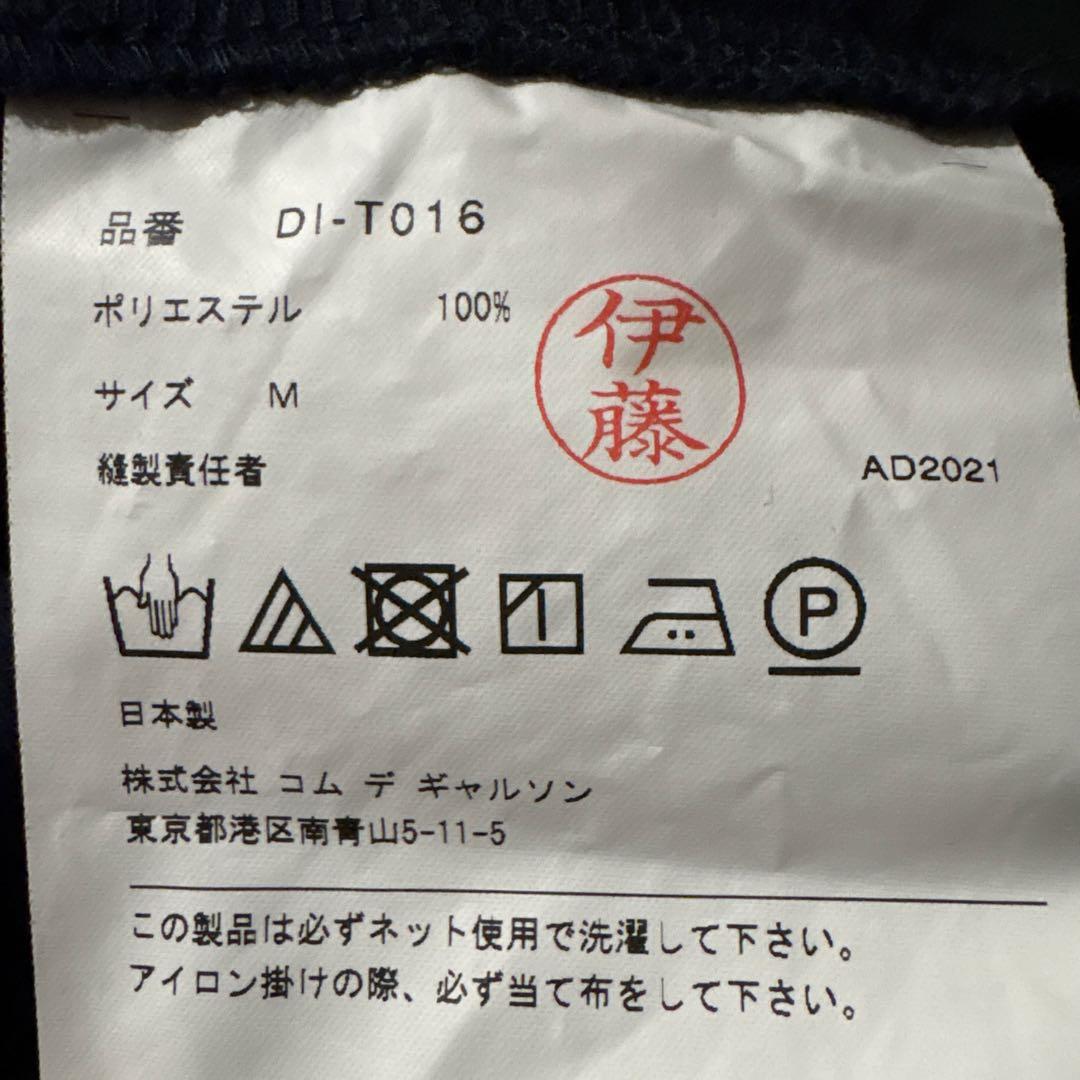 品番 DI-T016
ポリエステル 100%
サイズ M
伊藤
縫製責任者
AD2021
P
日本製
株式会社 コム デ ギャルソン
東京都港区南青山5-11-5
この製品は必ずネット使用で洗濯して下さい。
アイロン掛けの際、必ず当て布をして下さい。